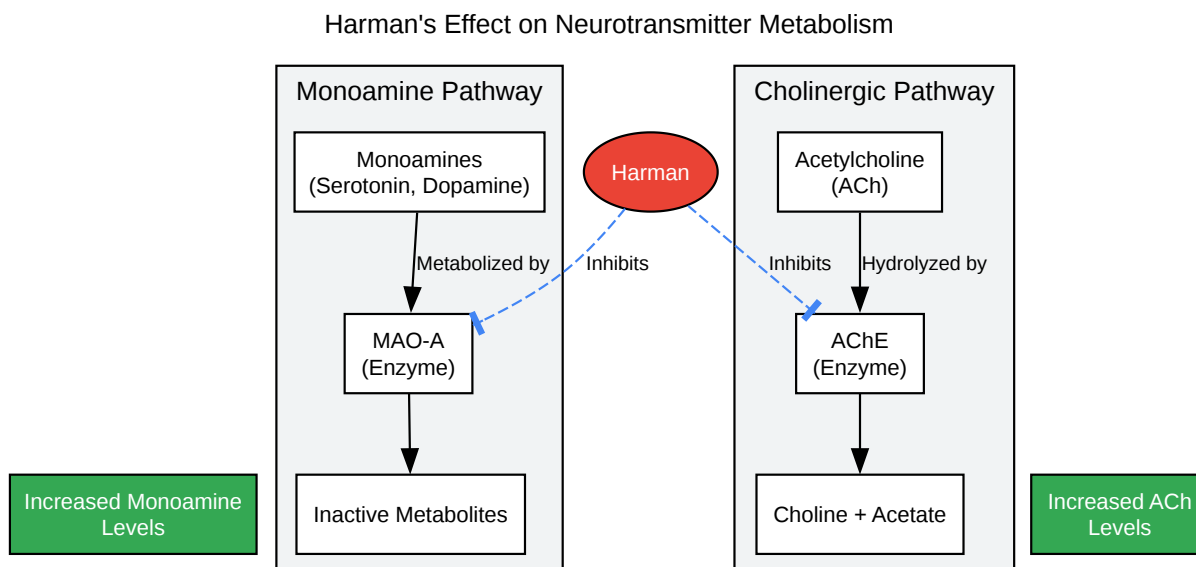 Harman's Effect on Neurotransmitter Metabolism
Monoamine Pathway
Cholinergic Pathway
Monoamines
(Serotonin, Dopamine)
Harman
Acetylcholine
(ACh)
Metabolized by
Inhibits
Inhibits
Hydrolyzed by
MAO-A
(Enzyme)
AChE
(Enzyme)
Increased Monoamine
Levels
Inactive Metabolites
Choline + Acetate
Increased ACh
Levels